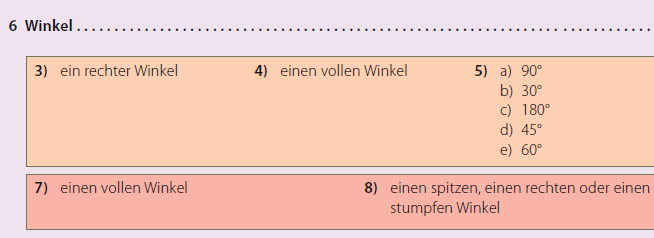 6 Winkel ........................................................................
3) ein rechter Winkel 4) einen vollen Winkel 5) a) 90°
b) 30°
c) 180°
d) 45°
e) 60°
7) einen vollen Winkel 8) einen spitzen, einen rechten oder einen
stumpfen Winkel